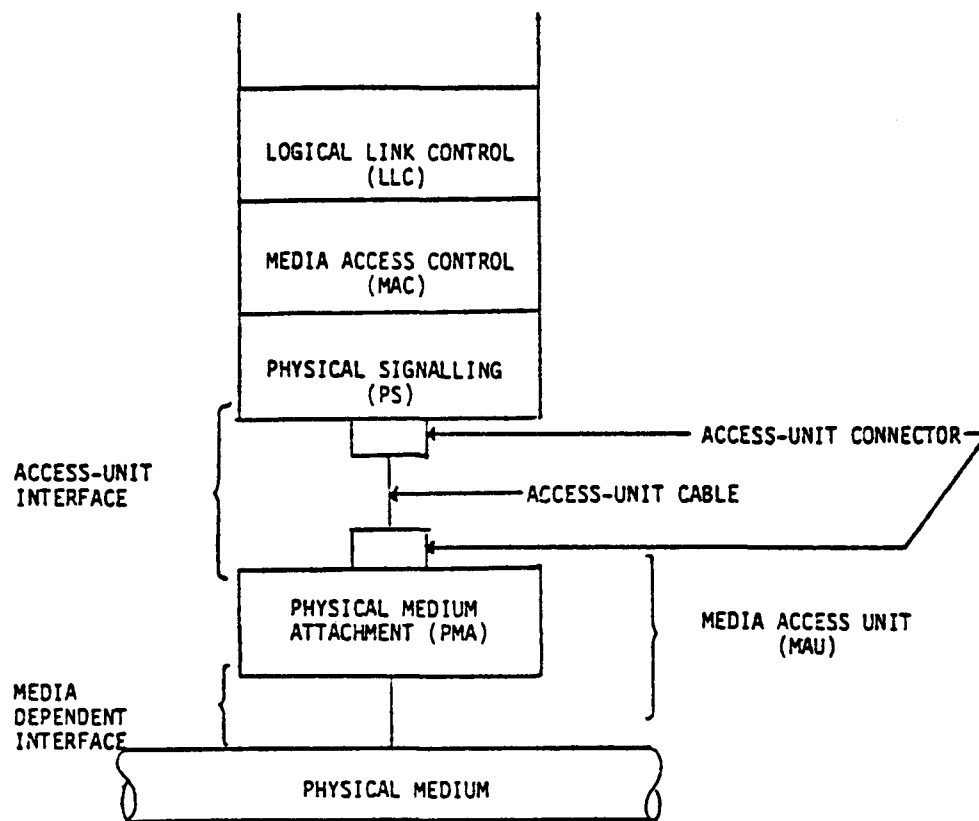 LOGICAL LINK CONTROL
(LLC)
MEDIA ACCESS CONTROL
(MAC)
PHYSICAL SIGNALLING
(PS)
ACCESS-UNIT CONNECTOR
ACCESS-UNIT
INTERFACE
ACCESS-UNIT CABLE
PHYSICAL MEDIUM
ATTACHMENT (PMA)
MEDIA ACCESS UNIT
(MAU)
MEDIA
DEPENDENT
INTERFACE
PHYSICAL MEDIUM